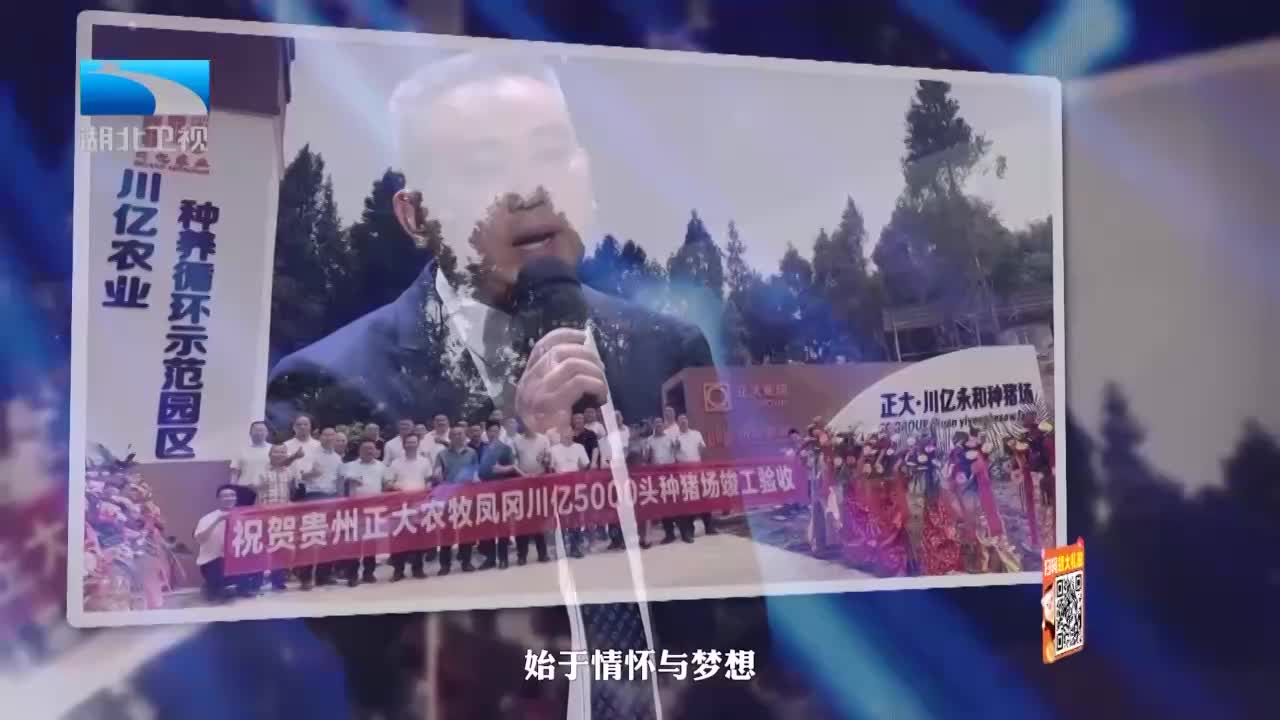 湖北卫视
川亿农业
种养循环示范园区
正大·川亿永和种猪场
祝贺贵州正大农牧凤冈川亿5000头种猪场竣工验收
始于情怀与梦想